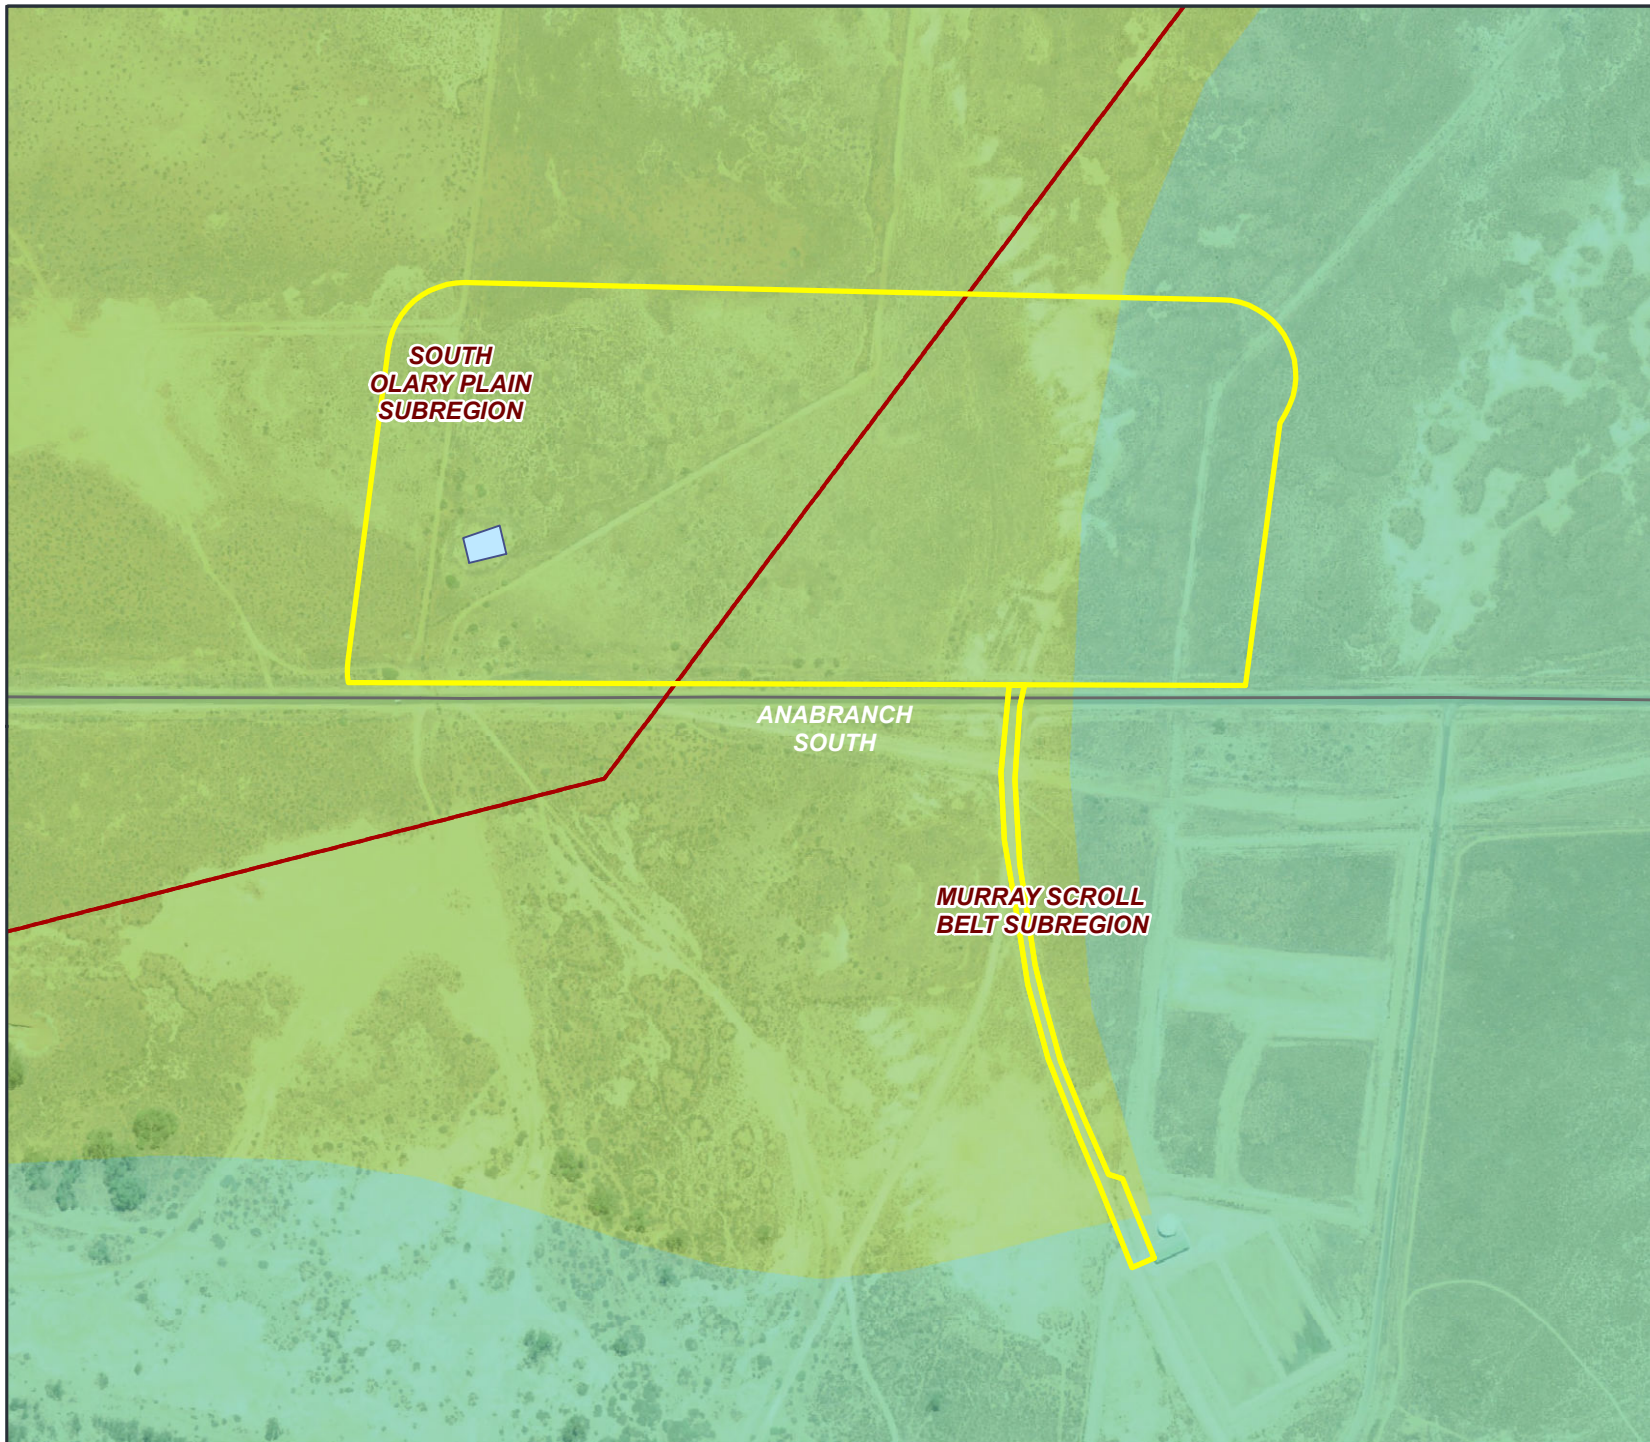 SOUTH
OLARY PLAIN
SUBREGION
ANABRANCH
SOUTH
MURRAY SCROLL
BELT SUBREGION